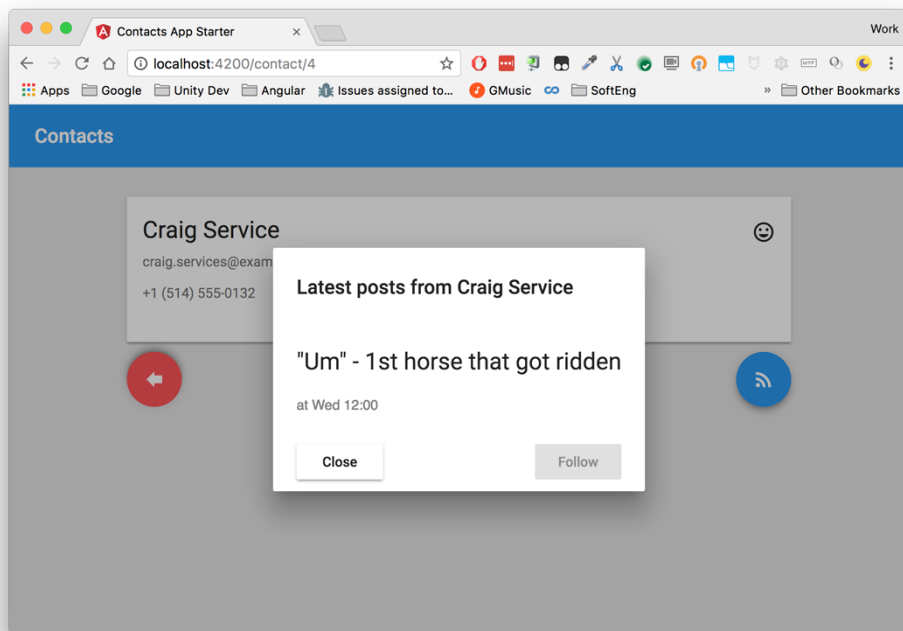 Contacts App Starter
Work
localhost:4200/contact/4
Apps Google Unity Dev Angular Issues assigned to... GMusic SoftEng » Other Bookmarks
Contacts
Craig Service
craig.services@exam
+1 (514) 555-0132
Latest posts from Craig Service
"Um" - 1st horse that got ridden
at Wed 12:00
Close Follow